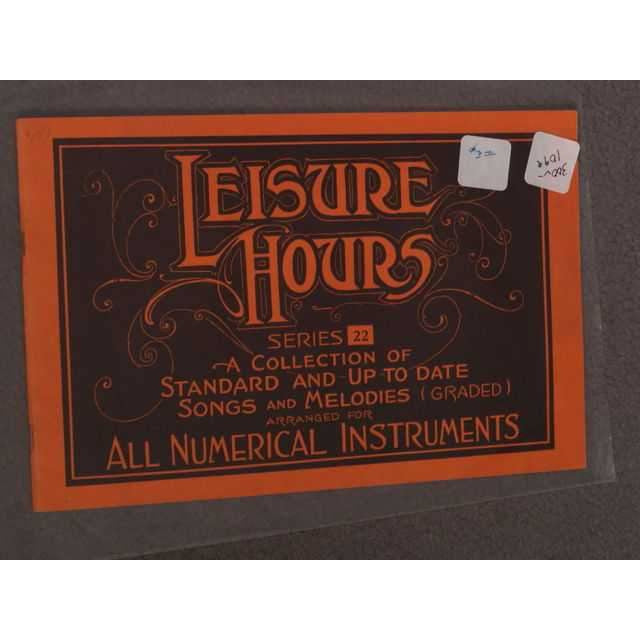 LEISURE
HOURS
SERIES 22
A COLLECTION OF
STANDARD AND UP TO DATE
SONGS AND MELODIES (GRADED)
ARRANGED FOR
ALL NUMERICAL INSTRUMENTS